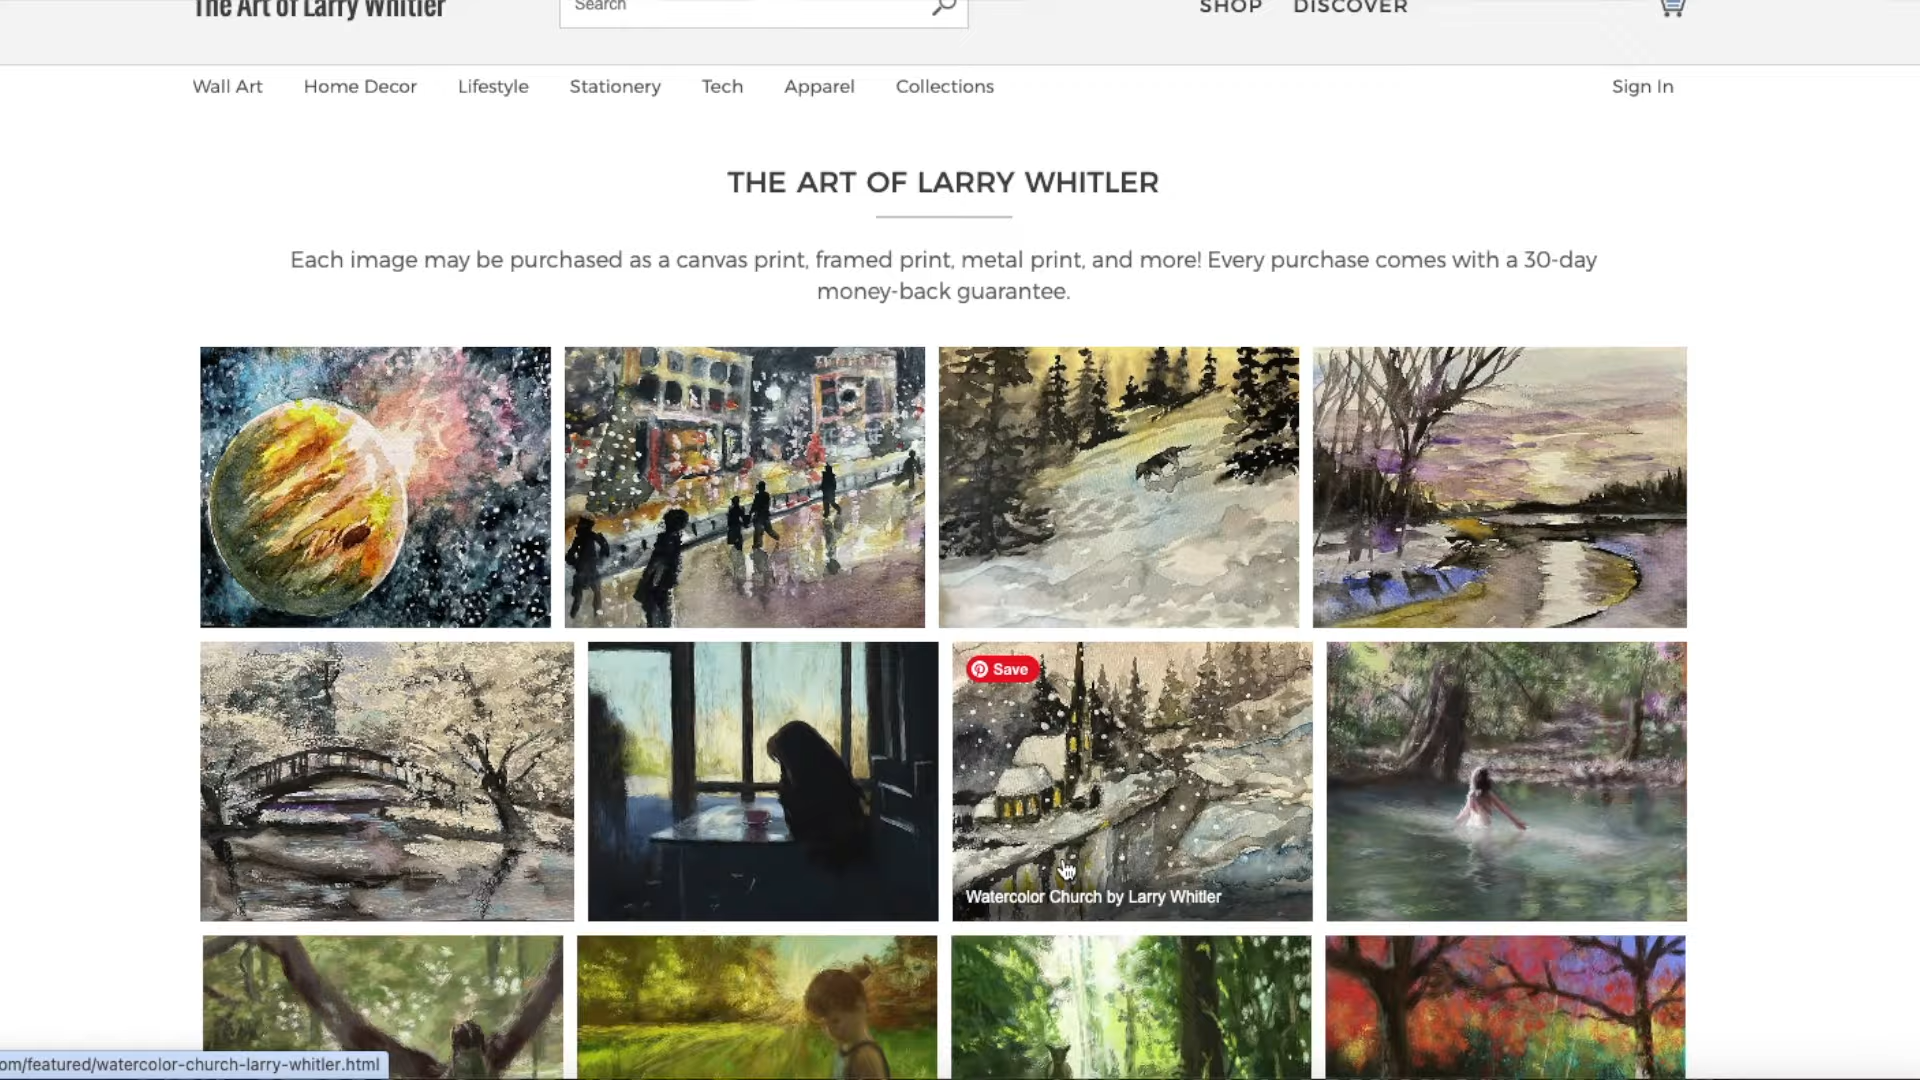 The Art of Larry Whitler
Search
SHOP DISCOVER
Wall Art Home Decor Lifestyle Stationery Tech Apparel Collections Sign In
THE ART OF LARRY WHITLER
Each image may be purchased as a canvas print, framed print, metal print, and more! Every purchase comes with a 30-day
money-back guarantee.
Save
Watercolor Church by Larry Whitler
om/featured/watercolor-church-larry-whitler.html